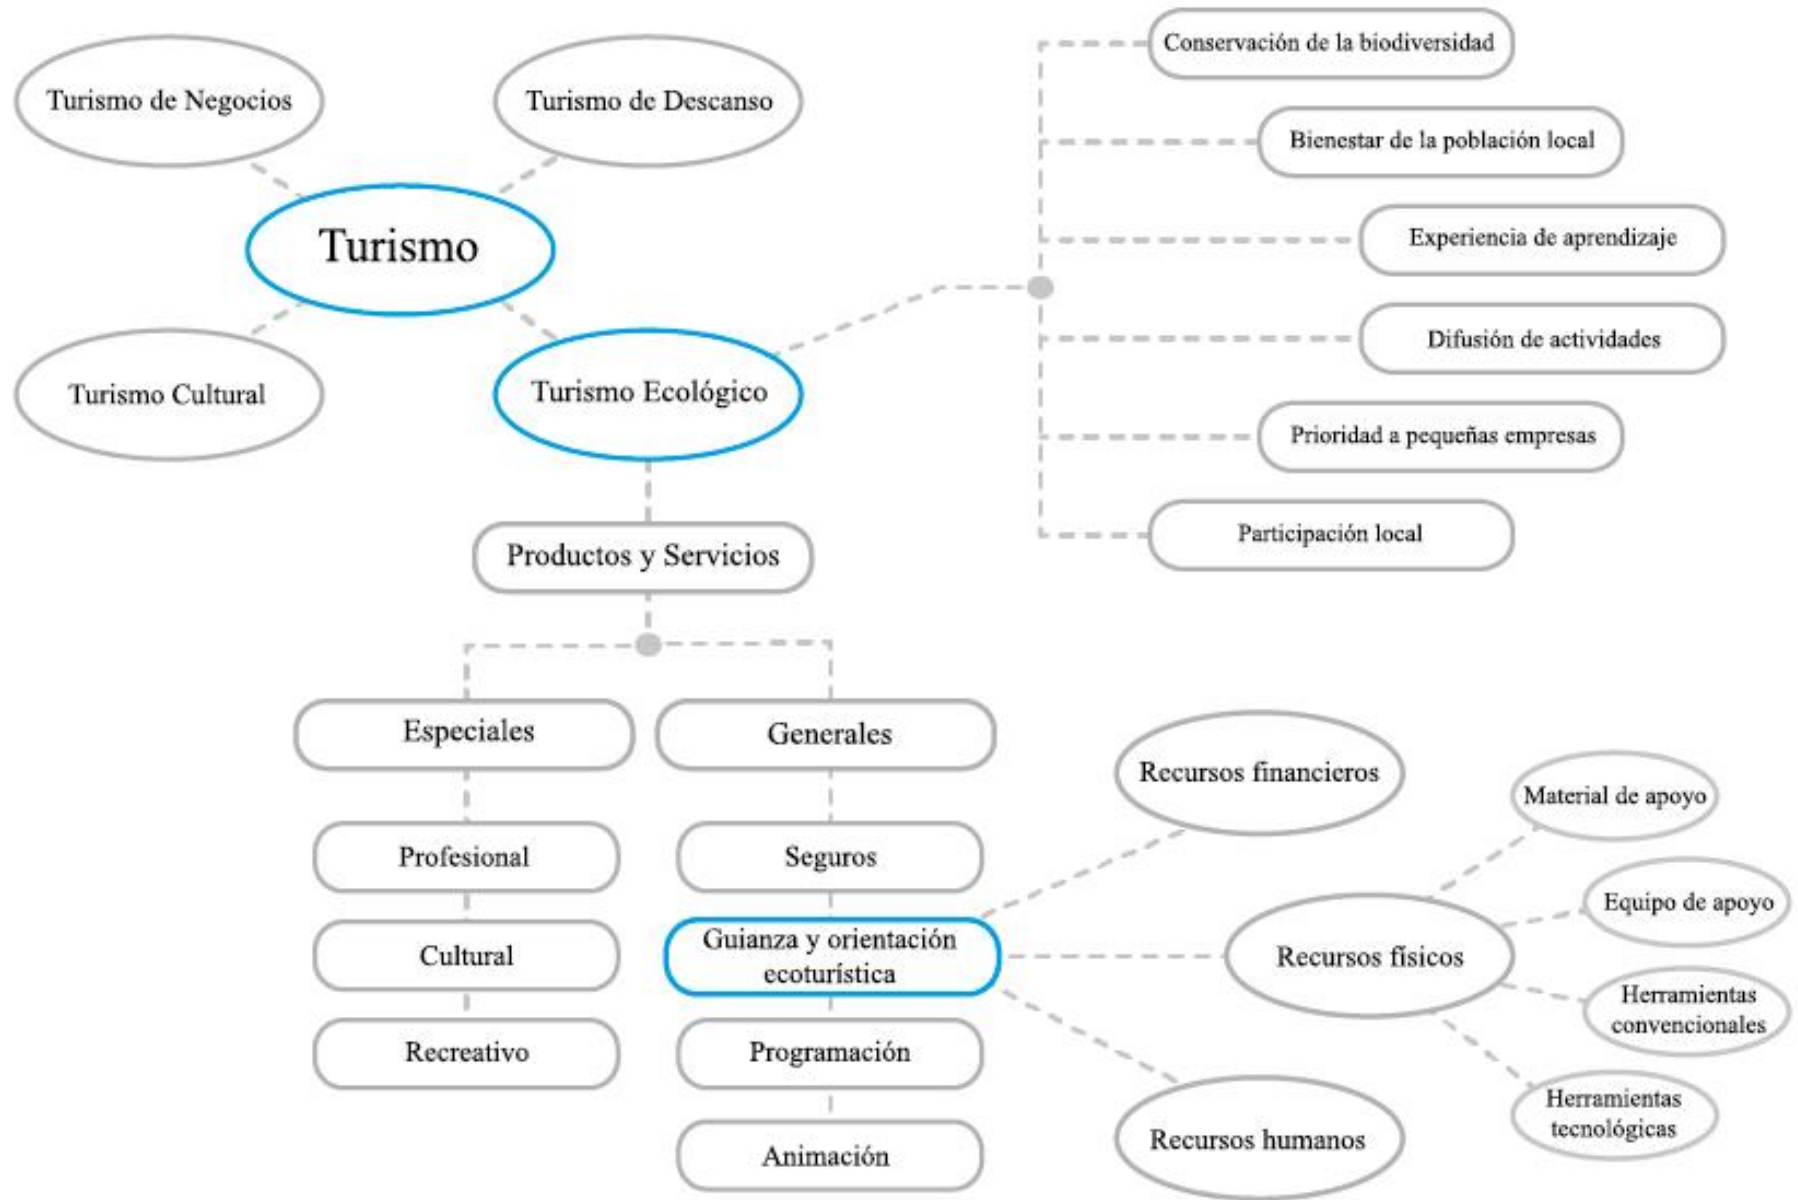 Turismo de Negocios
Turismo de Descanso
Turismo
Turismo Cultural
Turismo Ecológico
Conservación de la biodiversidad
Bienestar de la población local
Experiencia de aprendizaje
Difusión de actividades
Prioridad a pequeñas empresas
Participación local
Productos y Servicios
Especiales
Profesional
Cultural
Recreativo
Generales
Seguros
Guianza y orientación
ecoturística
Programación
Animación
Recursos financieros
Recursos físicos
Recursos humanos
Material de apoyo
Equipo de apoyo
Herramientas
convencionales
Herramientas
tecnológicas